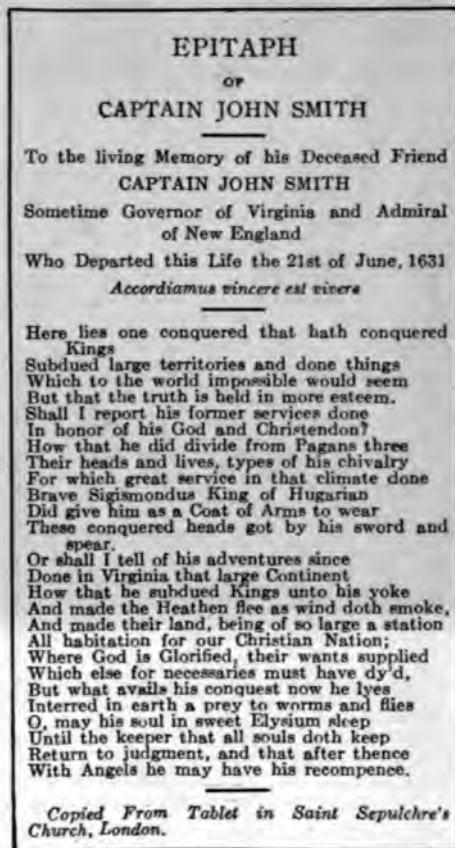 EPITAPH
OF
CAPTAIN JOHN SMITH
To the living Memory of his Deceased Friend
CAPTAIN JOHN SMITH
Sometime Governor of Virginia and Admiral
of New England
Who Departed this Life the 21st of June, 1631
Accordiamus vincere est vivere
Here lies one conquered that hath conquered
Kings
Subdued large territories and done things
Which to the world impossible would seem
But that the truth is held in more esteem.
Shall I report his former services done
In honor of his God and Christendon?
How that he did divide from Pagans three
Their heads and lives, types of his chivalry
For which great service in that climate done
Brave Sigismondus King of Hugarian
Did give him as a Coat of Arms to wear
These conquered heads got by his sword and
spear.
Or shall I tell of his adventures since
Done in Virginia that large Continent
How that he subdued Kings unto his yoke
And made the Heathen flee as wind doth smoke,
And made their land, being of so large a station
All habitation for our Christian Nation;
Where God is Glorified, their wants supplied
Which else for necessaries must have dy'd,
But what avails his conquest now he lyes
Interred in earth a prey to worms and flies
O, may his soul in sweet Elysium sleep
Until the keeper that all souls doth keep
Return to judgment, and that after thence
With Angels he may have his recompence.
Copied From Tablet in Saint Sepulchre's
Church, London.